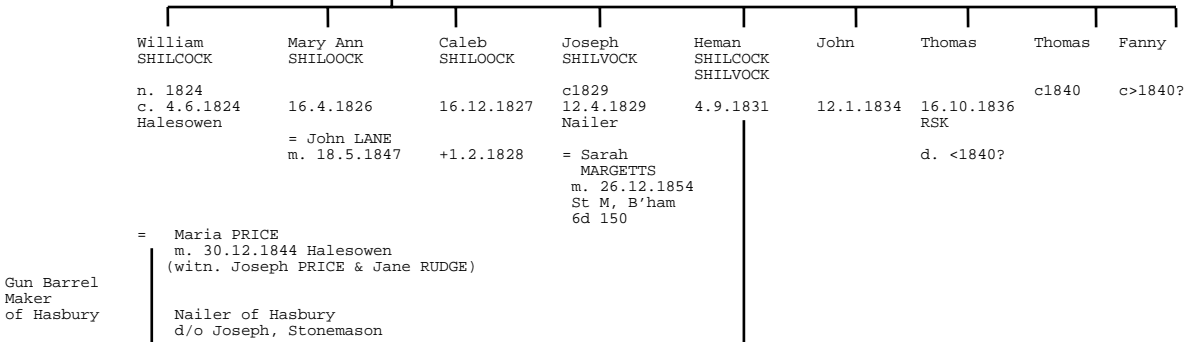 William Mary Ann Caleb Joseph Heman John Thomas Thomas Fanny
SHILCOCK SHILOOCK SHILOOCK SHILVOCK SHILCOCK
SHILVOCK
n. 1824 c1829 c1840 c>1840?
c. 4.6.1824 16.4.1826 16.12.1827 12.4.1829 4.9.1831 12.1.1834 16.10.1836
Halesowen Nailer RSK
= John LANE
m. 18.5.1847 +1.2.1828 = Sarah d. <1840?
MARGETTS
m. 26.12.1854
St M, B'ham
6d 150
= Maria PRICE
m. 30.12.1844 Halesowen
(witn. Joseph PRICE & Jane RUDGE)
Gun Barrel
Maker
of Hasbury Nailer of Hasbury
d/o Joseph, Stonemason